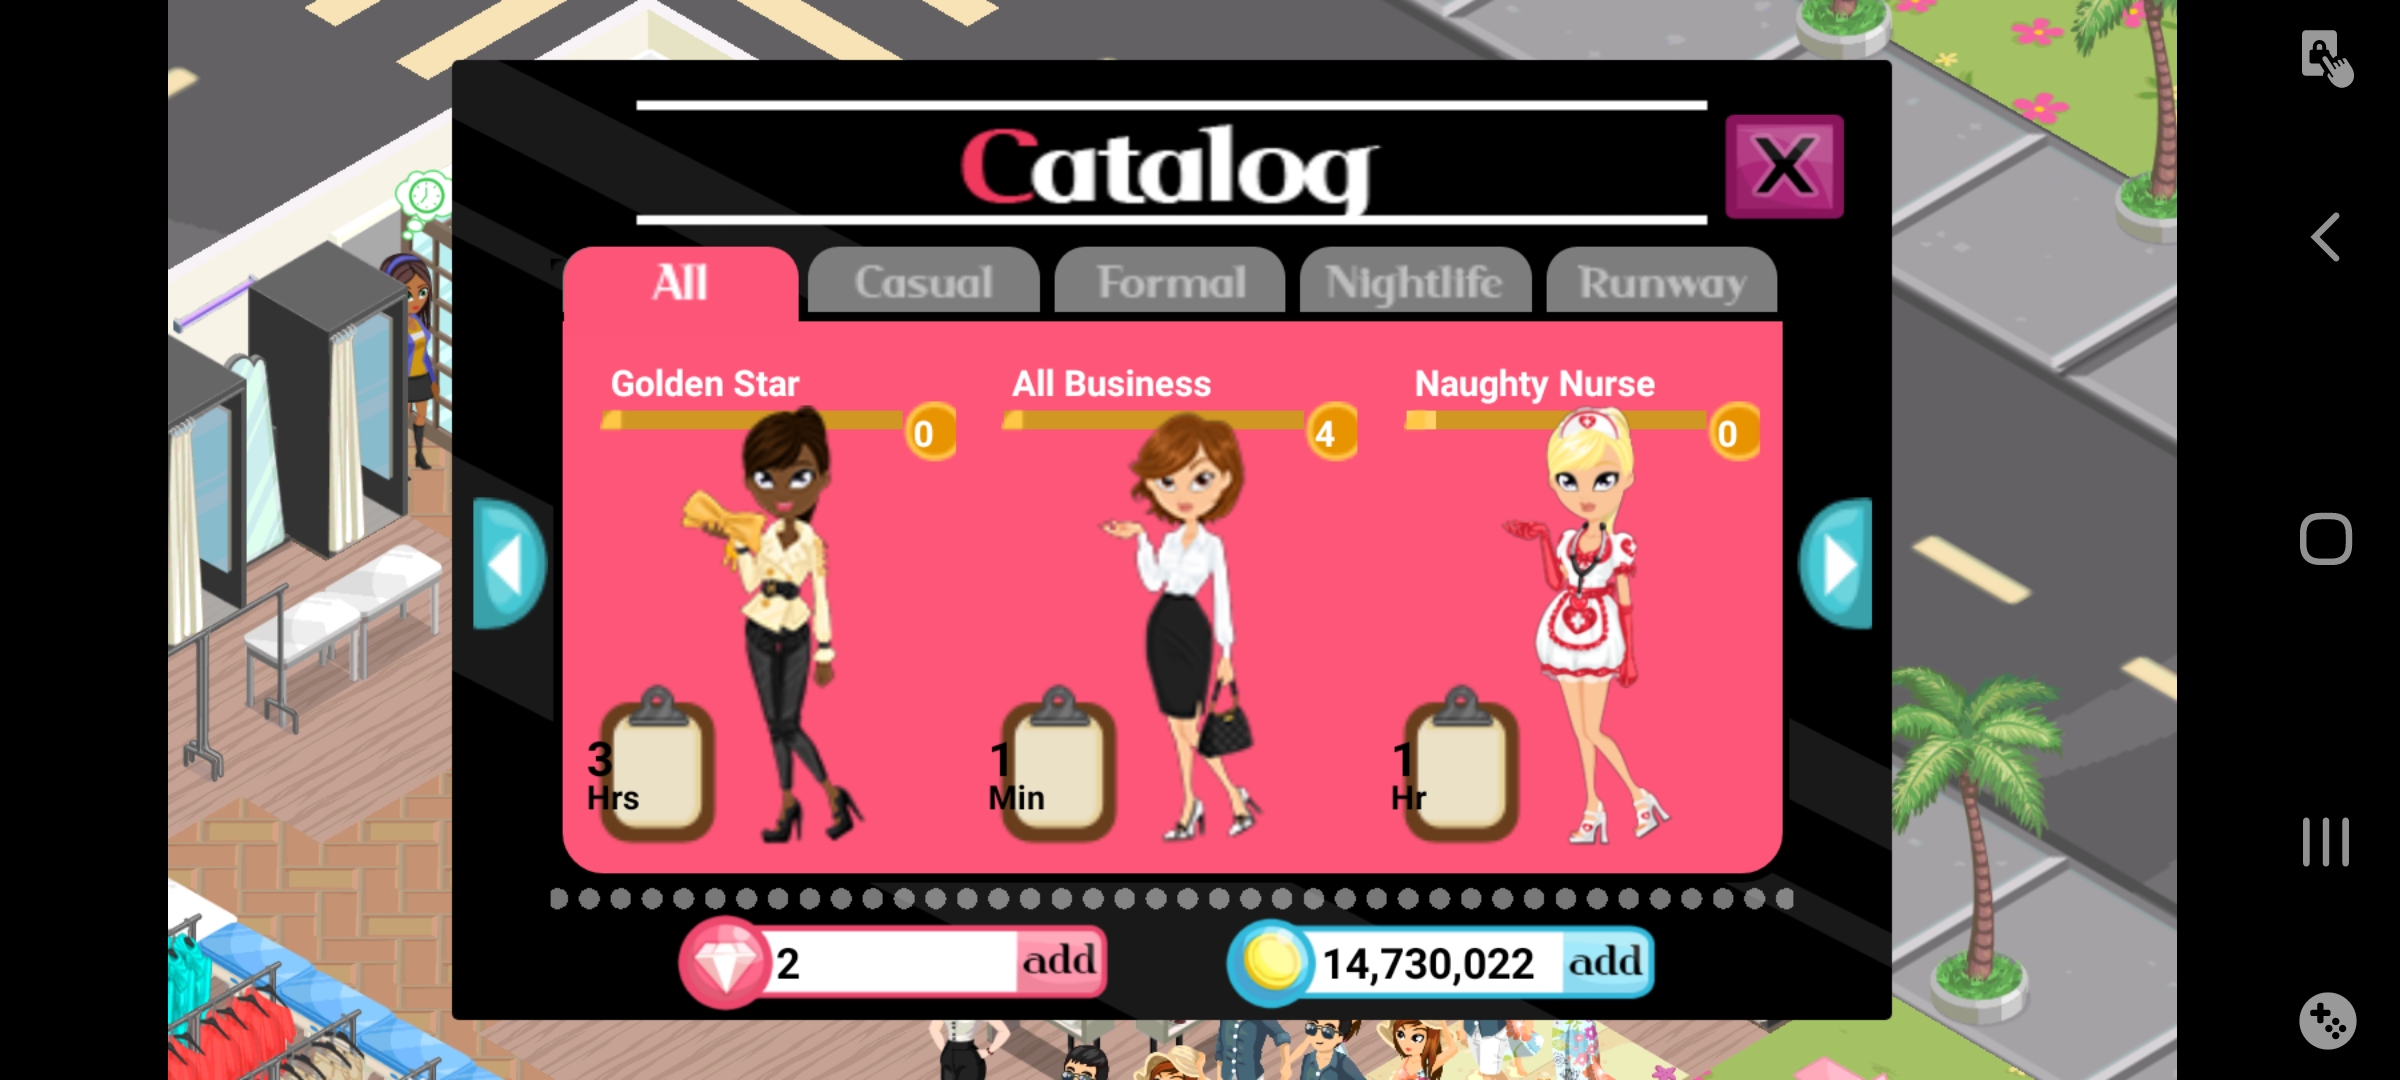 Catalog
X
All
Casual
Formal
Nightlife
Runway
Golden Star
0
All Business
4
Naughty Nurse
0
3
Hrs
1
Min
1
Hr
2
add
14,730,022
add